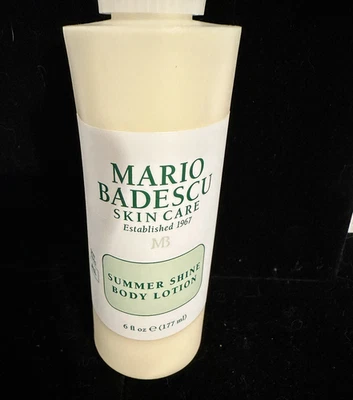 MARIO
BADESCU
SKIN CARE
Established 1967
MB
SUMMER SHINE
BODY LOTION
6 fl oz ℮ (177 ml)